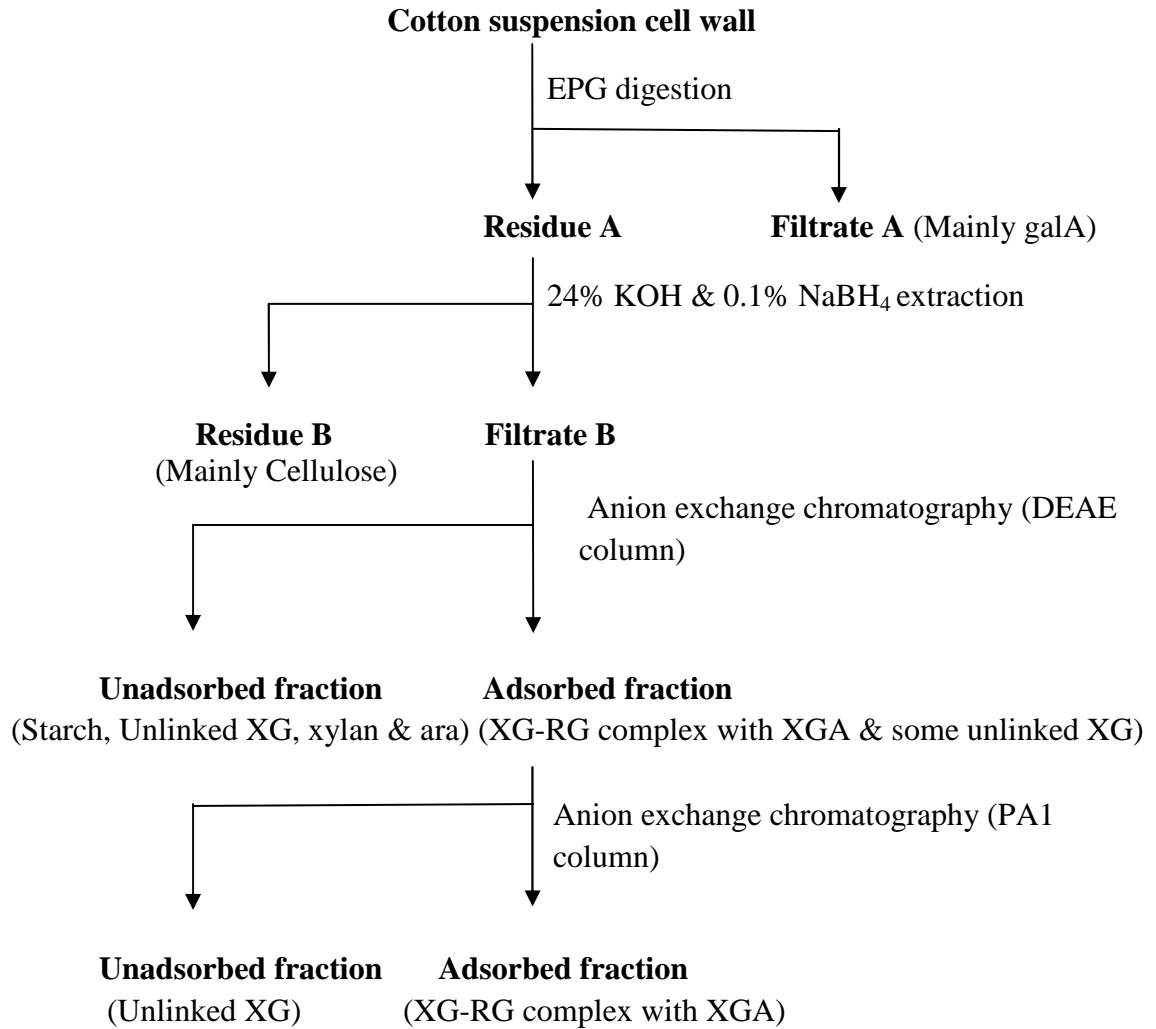 Cotton suspension cell wall
EPG digestion
Residue A
Filtrate A (Mainly galA)
24% KOH & 0.1% NaBH₄ extraction
Residue B
(Mainly Cellulose)
Filtrate B
Anion exchange chromatography (DEAE
column)
Unadsorbed fraction
(Starch, Unlinked XG, xylan & ara)
Adsorbed fraction
(XG-RG complex with XGA & some unlinked XG)
Anion exchange chromatography (PA1
column)
Unadsorbed fraction
(Unlinked XG)
Adsorbed fraction
(XG-RG complex with XGA)